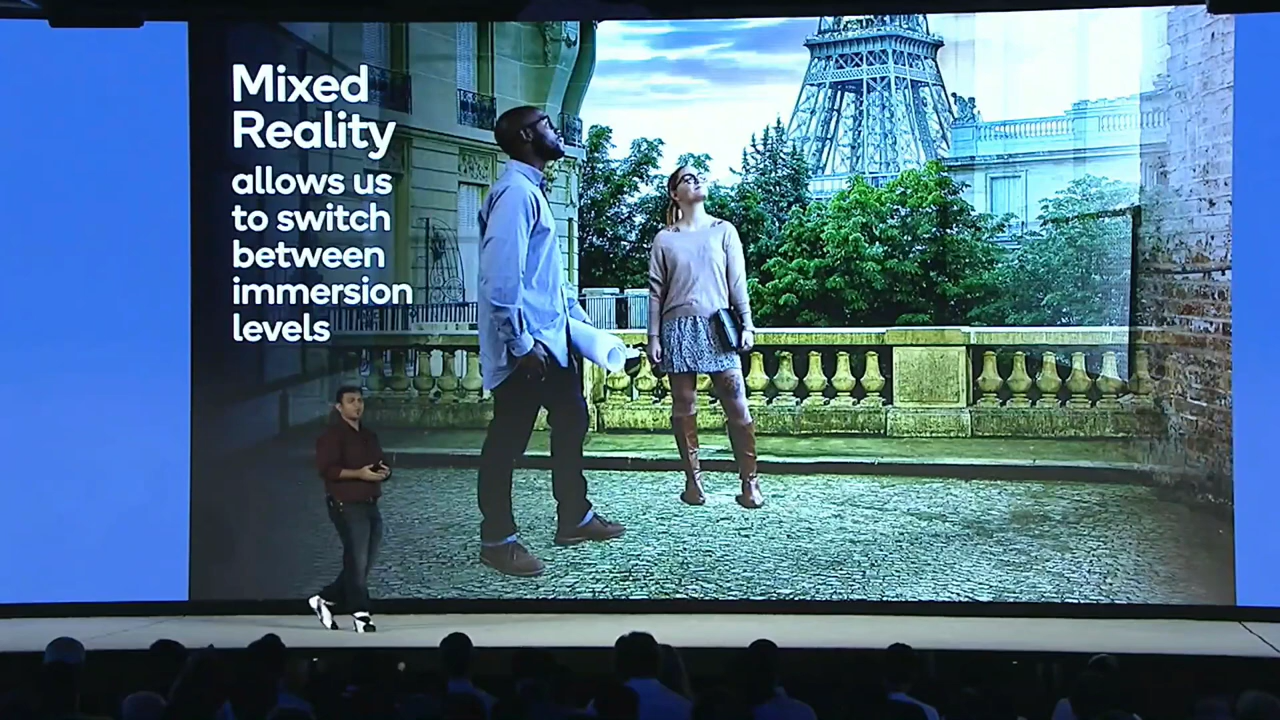 Mixed
Reality
allows us
to switch
between
immersion
levels